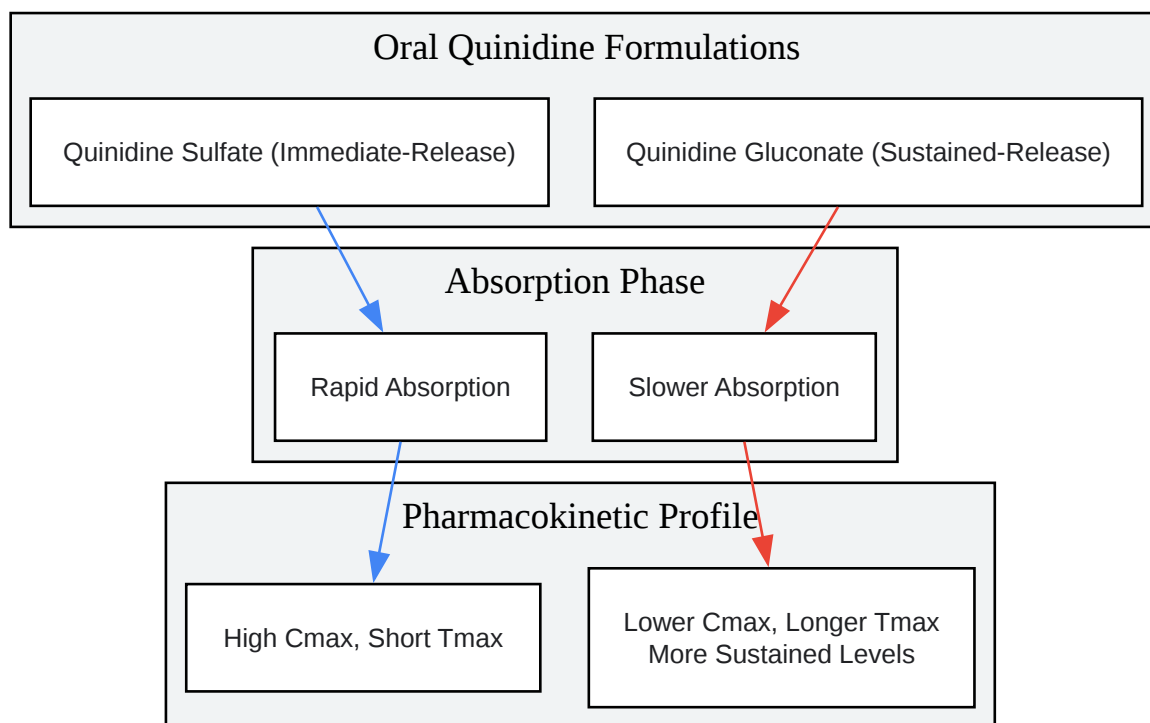 Oral Quinidine Formulations
Quinidine Sulfate (Immediate-Release)
Quinidine Gluconate (Sustained-Release)
Absorption Phase
Rapid Absorption
Slower Absorption
Pharmacokinetic Profile
High Cmax, Short Tmax
Lower Cmax, Longer Tmax
More Sustained Levels